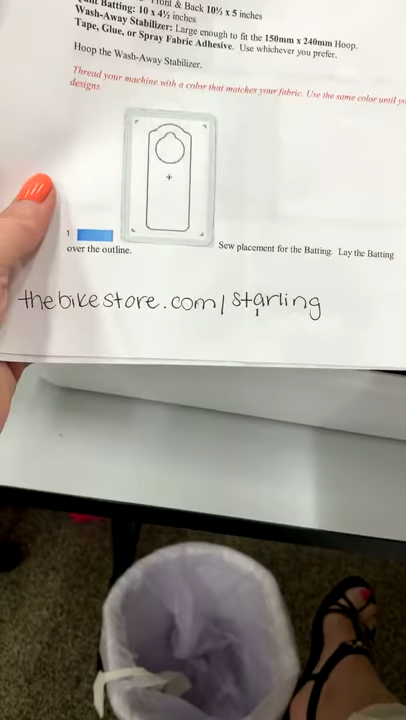 Front & Back 10½ x 5 inches
Batting: 10 x 4½ inches
Wash-Away Stabilizer: Large enough to fit the 150mm x 240mm Hoop.
Tape, Glue, or Spray Fabric Adhesive. Use whichever you prefer.
Hoop the Wash-Away Stabilizer.
Thread your machine with a color that matches your fabric. Use the same color until
designs.
1
Sew placement for the Batting. Lay the Batting
over the outline.
thebikestore.com/starling
1